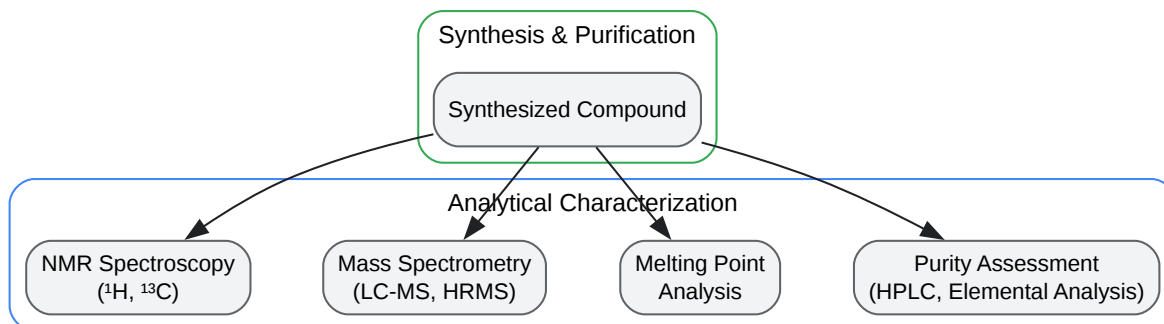 Synthesis & Purification
Synthesized Compound
Analytical Characterization
NMR Spectroscopy
(¹H, ¹³C)
Mass Spectrometry
(LC-MS, HRMS)
Melting Point
Analysis
Purity Assessment
(HPLC, Elemental Analysis)